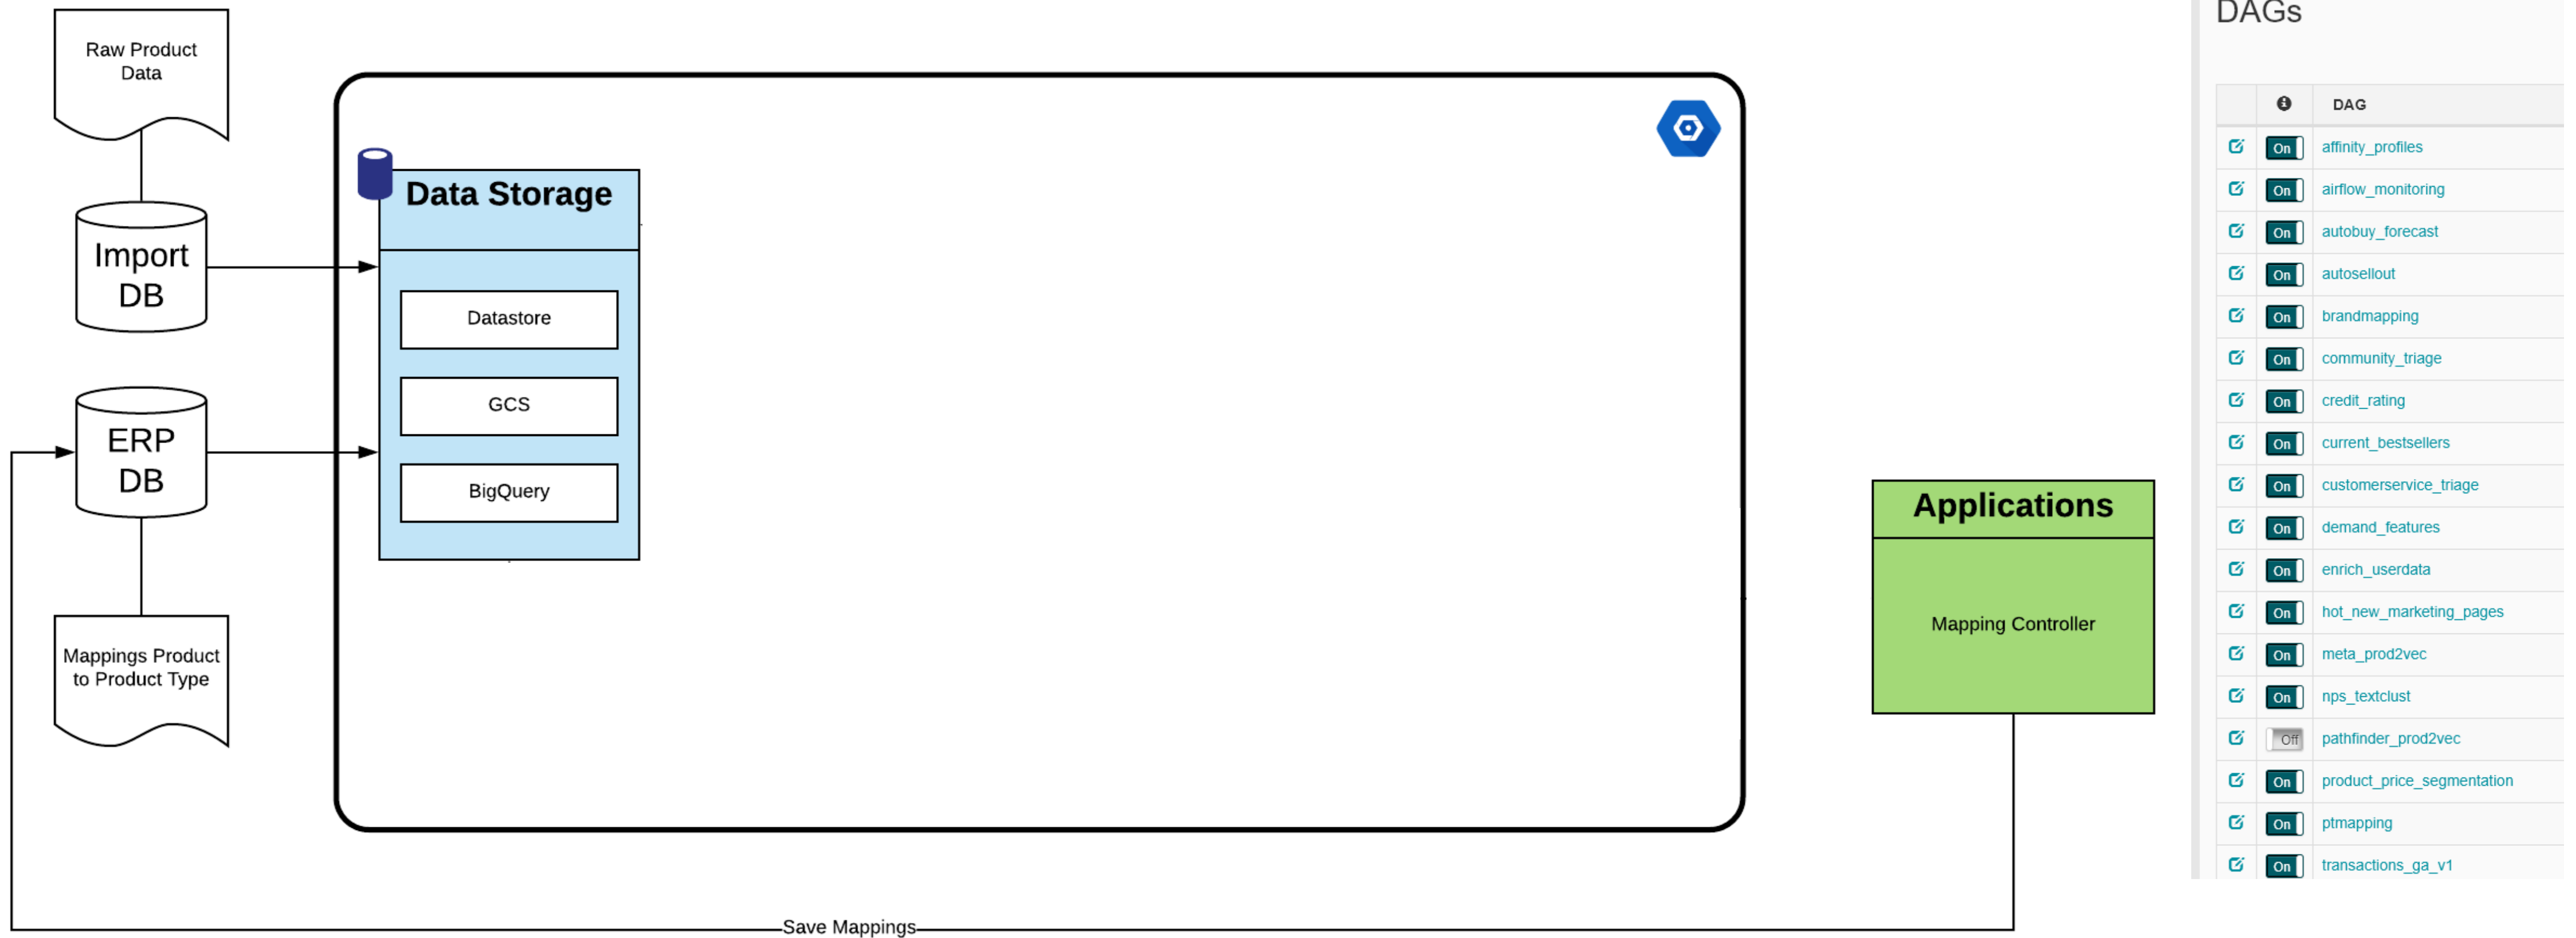 Raw Product
Data
Import
DB
ERP
DB
Mappings Product
to Product Type
Data Storage
Datastore
GCS
BigQuery
Applications
Mapping Controller
Save Mappings
DAGs
DAG
On affinity_profiles
On airflow_monitoring
On autobuy_forecast
On autosellout
On brandmapping
On community_triage
On credit_rating
On current_bestsellers
On customerservice_triage
On demand_features
On enrich_userdata
On hot_new_marketing_pages
On meta_prod2vec
On nps_textclust
Off pathfinder_prod2vec
On product_price_segmentation
On ptmapping
On transactions_ga_v1